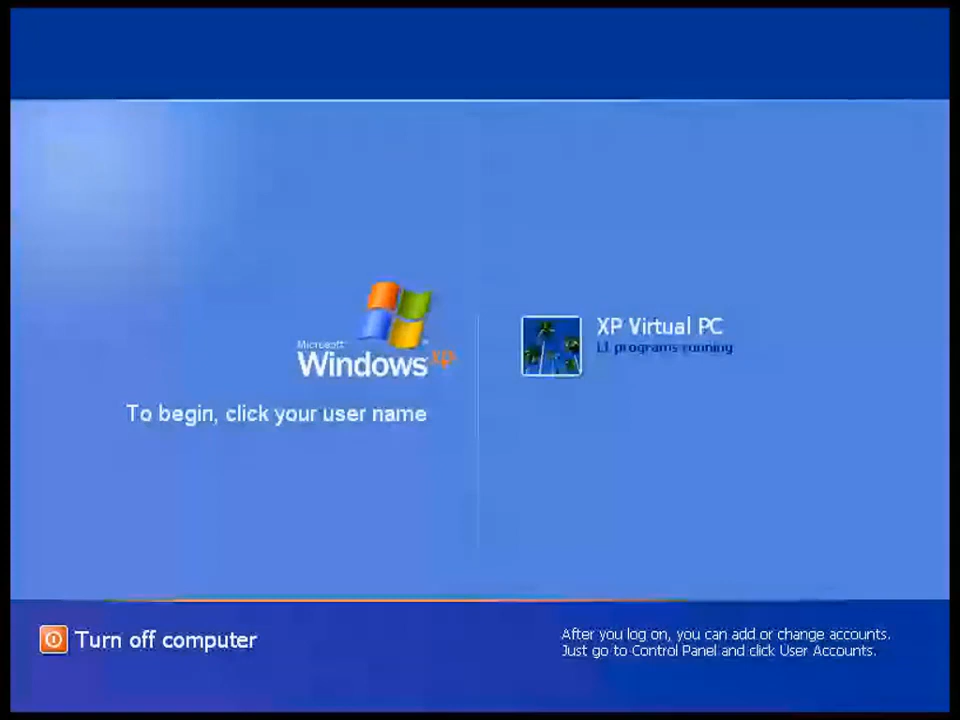 Microsoft
Windows xp
To begin, click your user name
XP Virtual PC
11 programs running
Turn off computer
After you log on, you can add or change accounts.
Just go to Control Panel and click User Accounts.